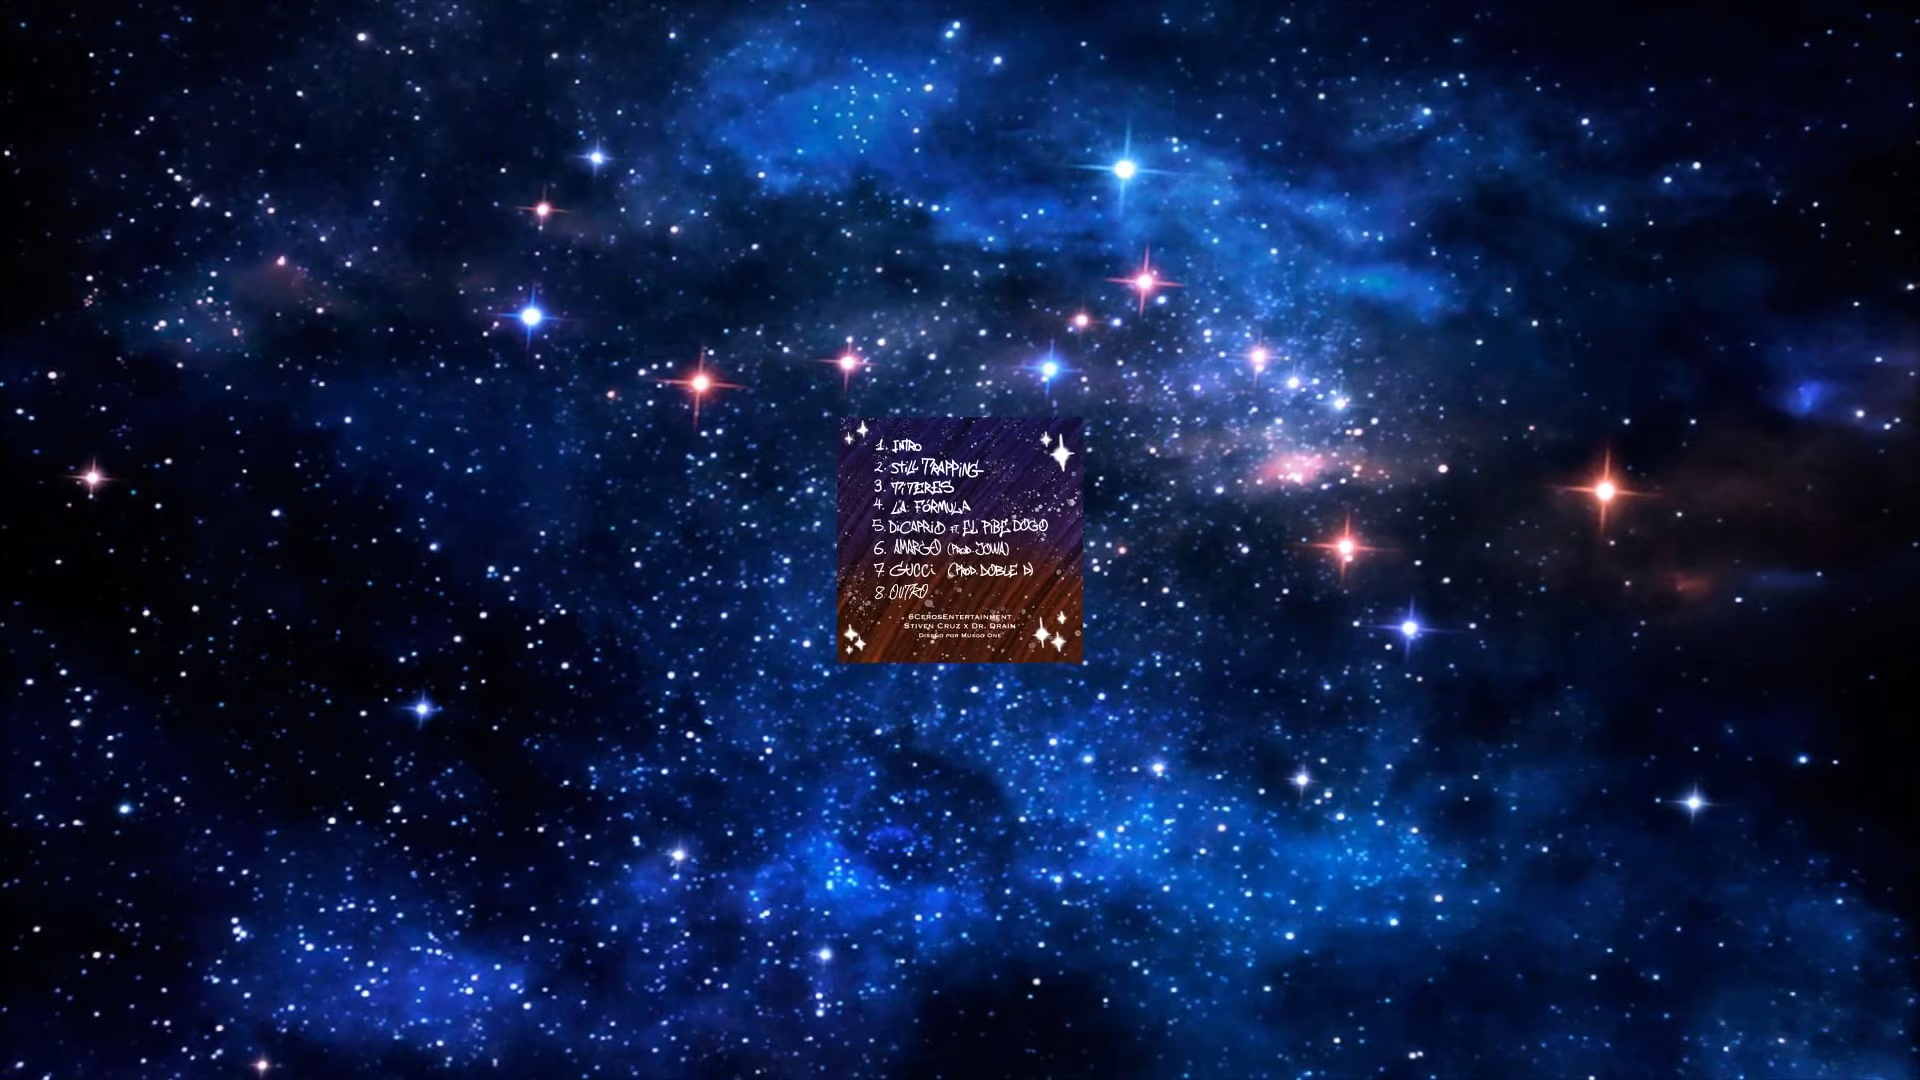 1. INTRO
2. STILL TRAPPING
3. TITERES
4. LA FÓRMULA
5. DICAPRIO FT. EL PIBE DOGO
6. AMARGO (PROD. JOWA)
7. GUCCI (PROD. DOBLE D)
8. OUTRO
6CerosEntertainment
Stiven Cruz x Dr. Drain
Diseño por Musgo One